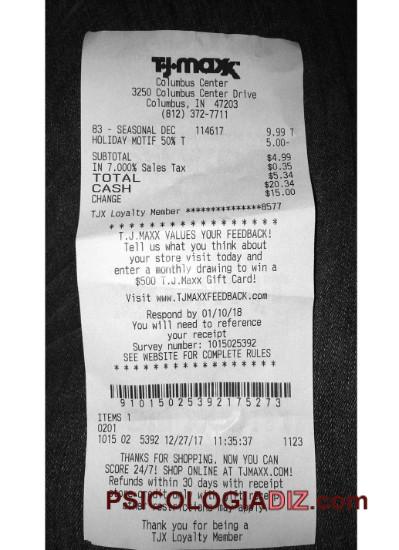 T.J.maxx
Columbus Center
3250 Columbus Center Drive
Columbus, IN 47203
(812) 372-7711
83 - SEASONAL DEC 114617 9.99 T
HOLIDAY MOTIF 50% T 5.00-
SUBTOTAL $4.99
IN 7.000% Sales Tax $0.35
TOTAL $5.34
CASH $20.34
CHANGE $15.00
TJX Loyalty Member ***************8577
* * * * * * * * * * * * * * * * *
T.J.MAXX VALUES YOUR FEEDBACK!
Tell us what you think about
your store visit today and
enter a monthly drawing to win a
$500 T.J.Maxx Gift Card!
Visit www.TJMAXXFEEDBACK.com
Respond by 01/10/18
You will need to reference
your receipt
Survey number: 1015025392
SEE WEBSITE FOR COMPLETE RULES
* * * * * * * * * * * * * * * * *
91015025392175273
ITEMS 1
0201
1015 02 5392 12/27/17 11:35:37 1123
THANKS FOR SHOPPING. NOW YOU CAN
SCORE 24/7! SHOP ONLINE AT TJMAXX.COM!
Refunds within 30 days with receipt
PSICOLOGIADIZ.com
restrictions may apply
Thank you for being a
TJX Loyalty Member